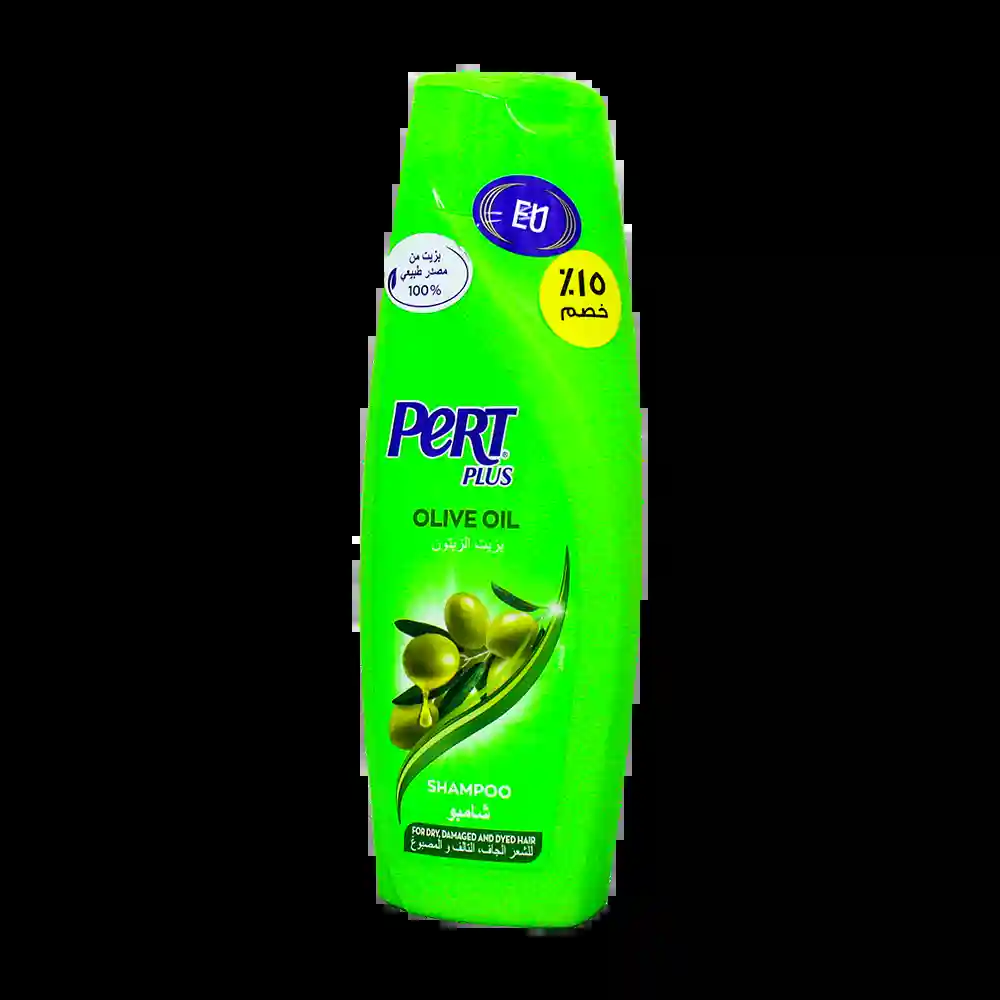 EU
بزيت من
مصدر طبيعي
100%
٪١٥
خصم
PERT
PLUS
OLIVE OIL
بزيت الزيتون
SHAMPOO
شامبو
FOR DRY, DAMAGED AND DYED HAIR
للشعر الجاف، التالف و المصبوغ